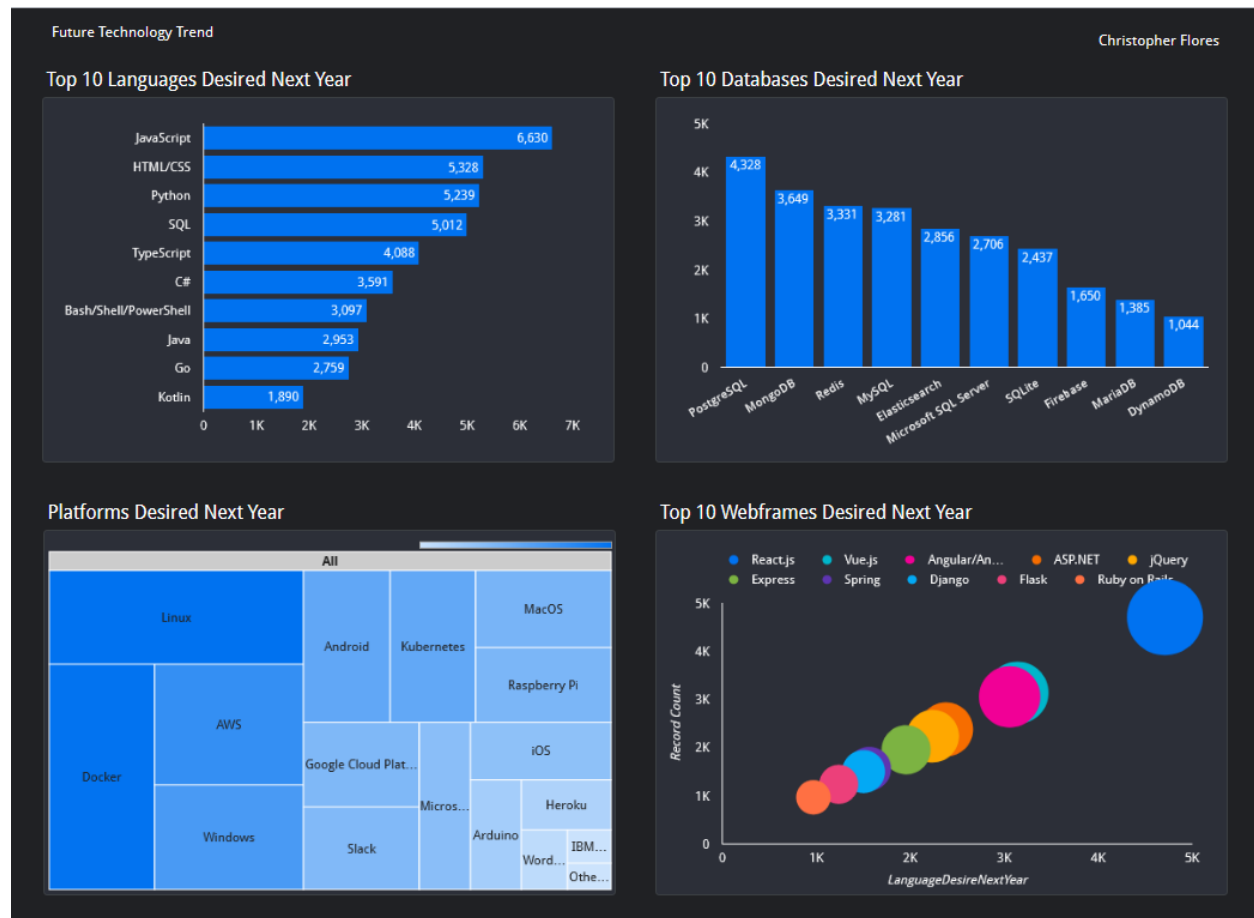 Future Technology Trend
Christopher Flores
Top 10 Languages Desired Next Year
JavaScript 6,630
HTML/CSS 5,328
Python 5,239
SQL 5,012
TypeScript 4,088
C# 3,591
Bash/Shell/PowerShell 3,097
Java 2,953
Go 2,759
Kotlin 1,890
0 1K 2K 3K 4K 5K 6K 7K
Top 10 Databases Desired Next Year
5K
4K
3K
2K
1K
0
4,328 3,649 3,331 3,281 2,856 2,706 2,437 1,650 1,385 1,044
PostgreSQL MongoDB Redis MySQL Elasticsearch Microsoft SQL Server SQLite Firebase MariaDB DynamoDB
Platforms Desired Next Year
All
Linux
Docker
AWS
Windows
Android
Kubernetes
MacOS
Raspberry Pi
Google Cloud Plat...
Slack
Micros...
iOS
Arduino
Heroku
Word...
IBM...
Othe...
Top 10 Webframes Desired Next Year
React.js Vue.js Angular/An... ASP.NET jQuery
Express Spring Django Flask Ruby on Rails
5K
4K
3K
2K
1K
0
Record Count
0 1K 2K 3K 4K 5K
LanguageDesireNextYear